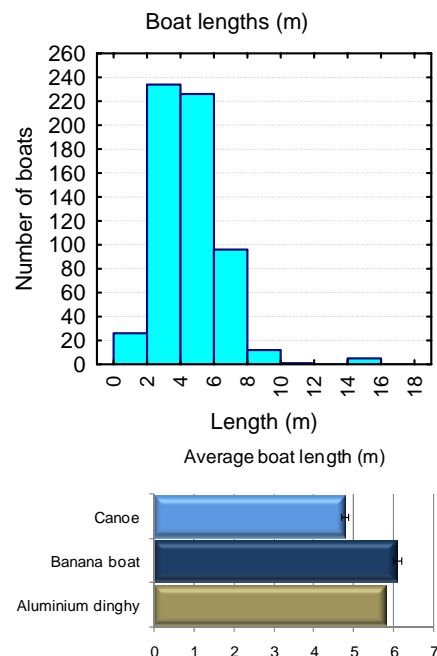 Boat lengths (m)
260
240
220
200
180
160
140
120
100
80
60
40
20
0
Number of boats
0 2 4 6 8 10 12 14 16 18
Length (m)
Average boat length (m)
Canoe
Banana boat
Aluminium dinghy
0 1 2 3 4 5 6 7